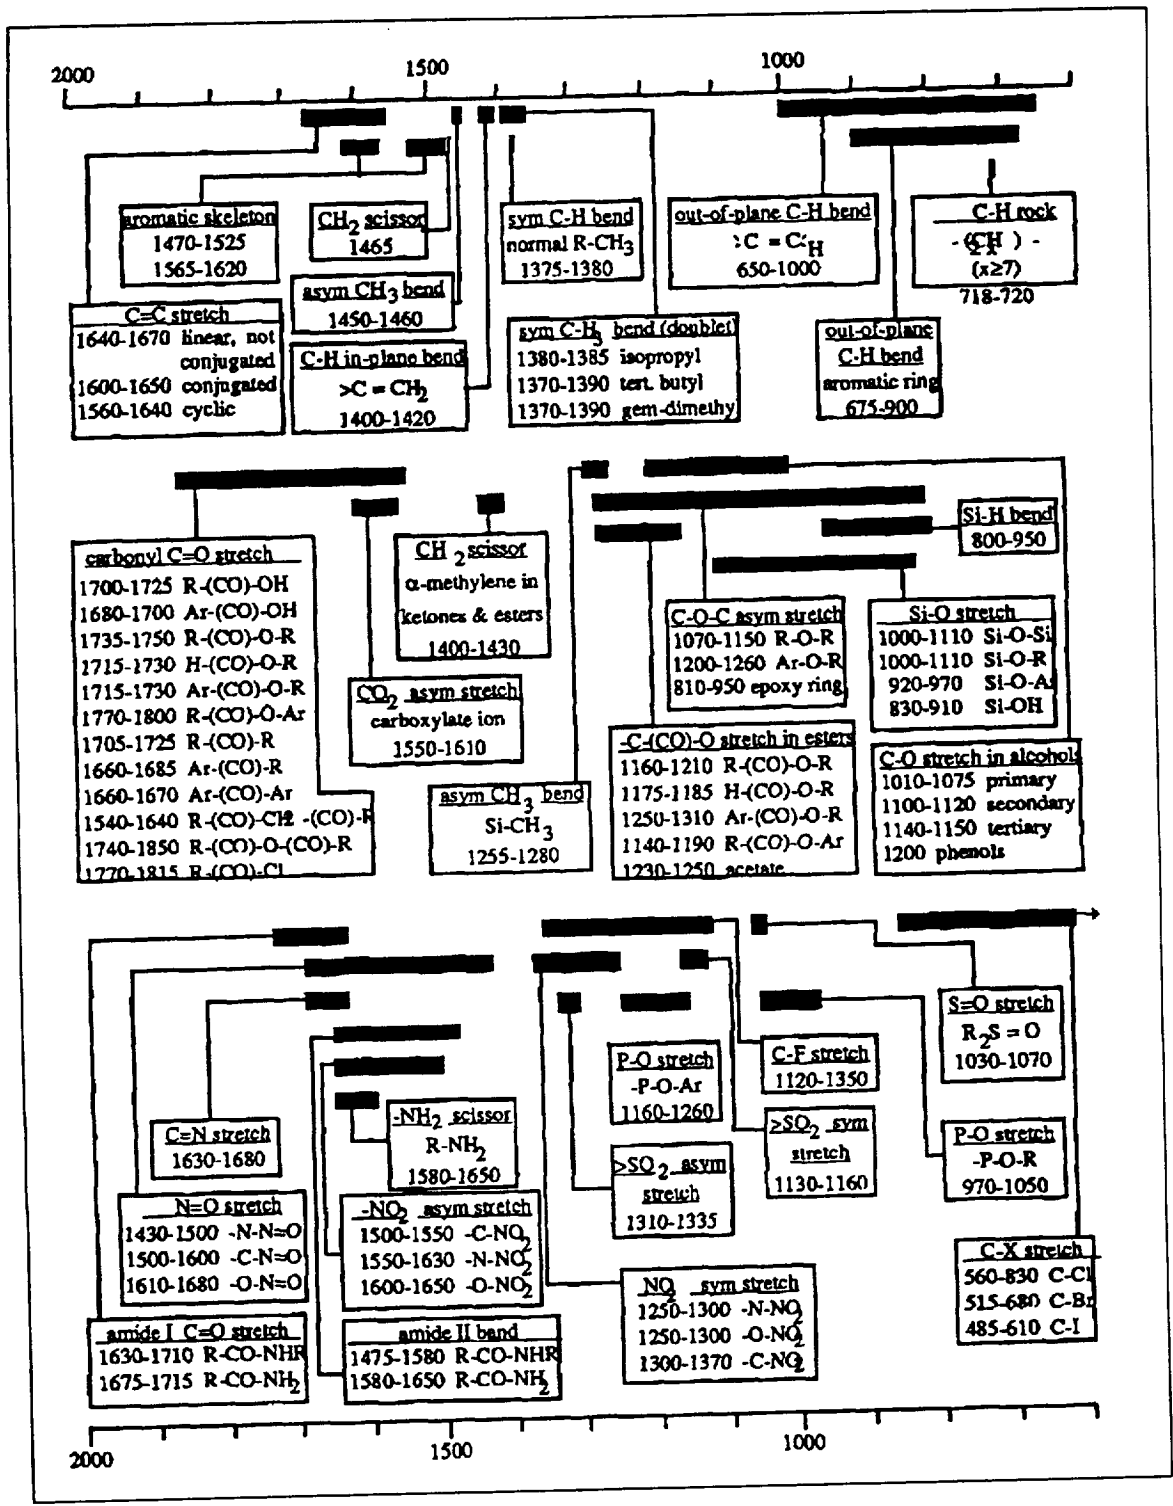 2000 1500 1000
aromatic skeleton
1470-1525
1565-1620
CH2 scissor
1465
sym C-H bend
normal R-CH3
1375-1380
out-of-plane C-H bend
>C = C H
650-1000
C-H rock
- (CH2)x -
(x≥7)
718-720
C=C stretch
1640-1670 linear, not
conjugated
1600-1650 conjugated
1560-1640 cyclic
asym CH3 bend
1450-1460
C-H in-plane bend
>C = CH2
1400-1420
sym C-H3 bend (doublet)
1380-1385 isopropyl
1370-1390 tert. butyl
1370-1390 gem-dimethy
out-of-plane
C-H bend
aromatic ring
675-900
carbonyl C=O stretch
1700-1725 R-(CO)-OH
1680-1700 Ar-(CO)-OH
1735-1750 R-(CO)-O-R
1715-1730 H-(CO)-O-R
1715-1730 Ar-(CO)-O-R
1770-1800 R-(CO)-O-Ar
1705-1725 R-(CO)-R
1660-1685 Ar-(CO)-R
1660-1670 Ar-(CO)-Ar
1540-1640 R-(CO)-CH2 -(CO)-R
1740-1850 R-(CO)-O-(CO)-R
1770-1815 R-(CO)-Cl
CH2 scissor
α-methylene in
ketones & esters
1400-1430
CO2 asym stretch
carboxylate ion
1550-1610
asym CH3 bend
Si-CH3
1255-1280
Si-H bend
800-950
C-O-C asym stretch
1070-1150 R-O-R
1200-1260 Ar-O-R
810-950 epoxy ring
Si-O stretch
1000-1110 Si-O-Si
1000-1110 Si-O-R
920-970 Si-O-A
830-910 Si-OH
-C-(CO)-O stretch in esters
1160-1210 R-(CO)-O-R
1175-1185 H-(CO)-O-R
1250-1310 Ar-(CO)-O-R
1140-1190 R-(CO)-O-Ar
1230-1250 acetate
C-O stretch in alcohols
1010-1075 primary
1100-1120 secondary
1140-1150 tertiary
1200 phenols
C=N stretch
1630-1680
-NH2 scissor
R-NH2
1580-1650
P-O stretch
-P-O-Ar
1160-1260
C-F stretch
1120-1350
S=O stretch
R2S = O
1030-1070
>SO2 asym
stretch
1310-1335
>SO2 sym
stretch
1130-1160
P-O stretch
-P-O-R
970-1050
N=O stretch
1430-1500 -N-N=O
1500-1600 -C-N=O
1610-1680 -O-N=O
-NO2 asym stretch
1500-1550 -C-NO2
1550-1630 -N-NO2
1600-1650 -O-NO2
NO2 sym stretch
1250-1300 -N-NO2
1250-1300 -O-NO2
1300-1370 -C-NO2
C-X stretch
560-830 C-Cl
515-680 C-Br
485-610 C-I
amide I C=O stretch
1630-1710 R-CO-NHR
1675-1715 R-CO-NH2
amide II band
1475-1580 R-CO-NHR
1580-1650 R-CO-NH2
2000 1500 1000